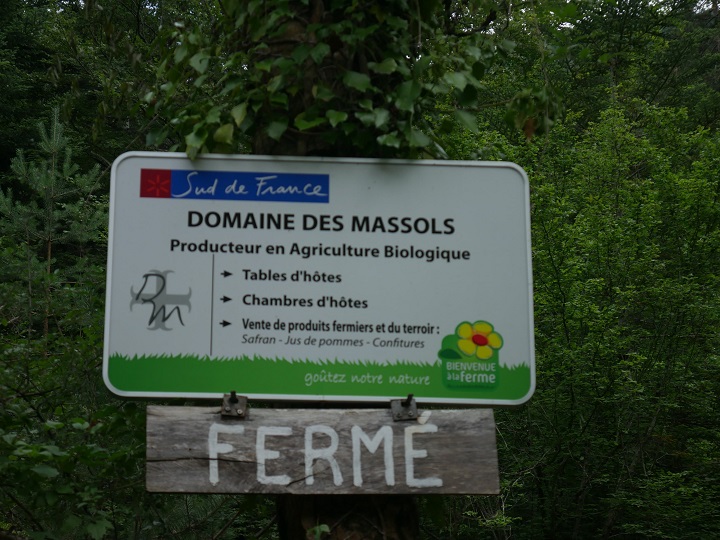 Sud de France
DOMAINE DES MASSOLS
Producteur en Agriculture Biologique
Tables d'hôtes
Chambres d'hôtes
Vente de produits fermiers et du terroir :
Safran - Jus de pommes - Confitures
DM
BIENVENUE
à la ferme
goûtez notre nature
FERMÉ